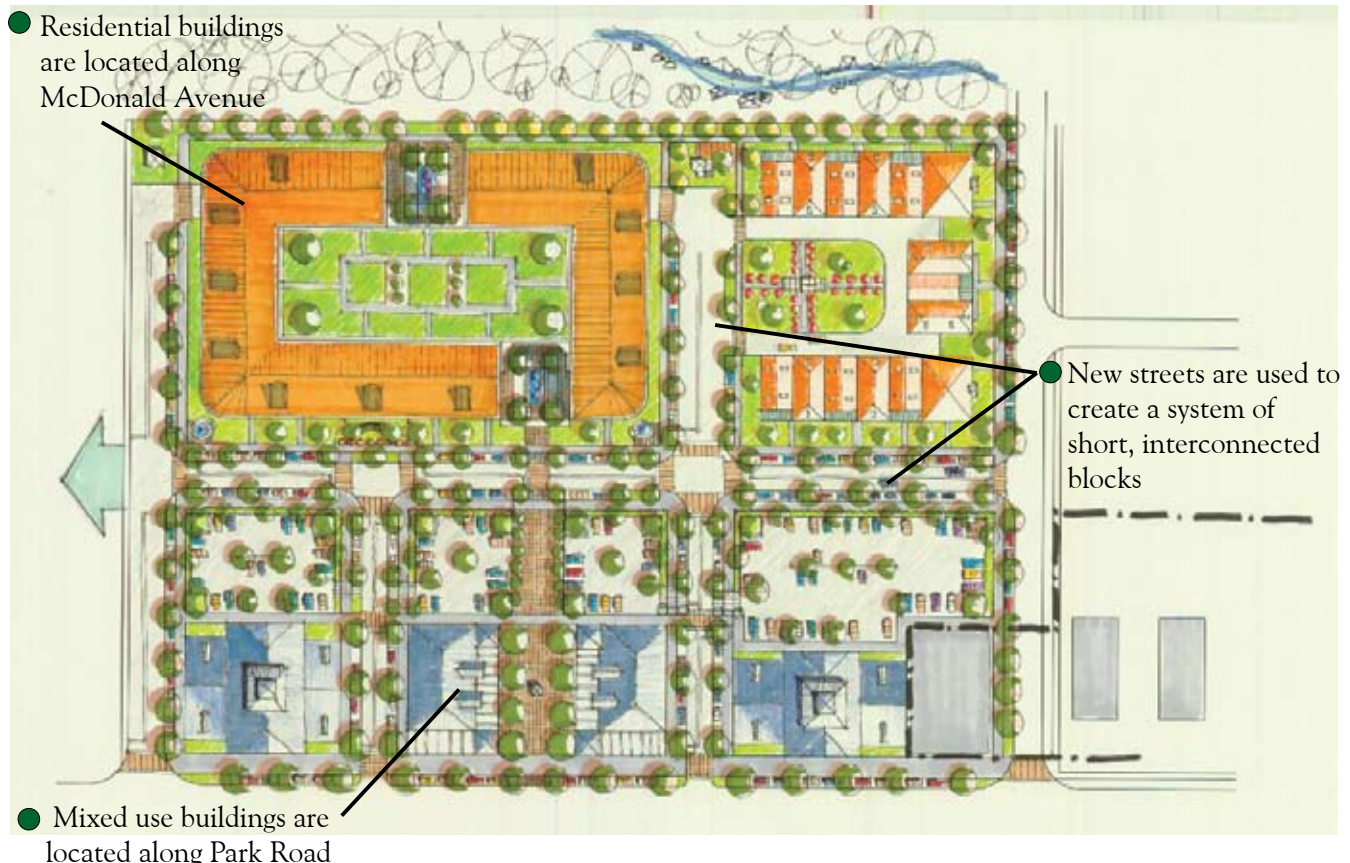 Residential buildings
are located along
McDonald Avenue
New streets are used to
create a system of
short, interconnected
blocks
Mixed use buildings are
located along Park Road